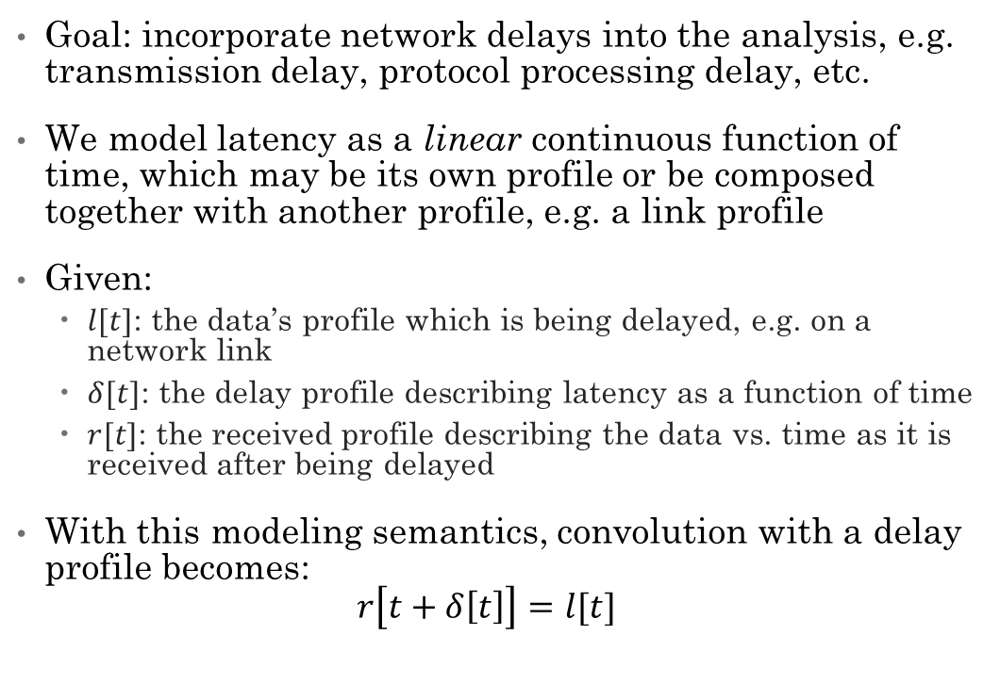 • Goal: incorporate network delays into the analysis, e.g.
transmission delay, protocol processing delay, etc.
• We model latency as a linear continuous function of
time, which may be its own profile or be composed
together with another profile, e.g. a link profile
• Given:
• l[t]: the data’s profile which is being delayed, e.g. on a
network link
• δ[t]: the delay profile describing latency as a function of time
• r[t]: the received profile describing the data vs. time as it is
received after being delayed
• With this modeling semantics, convolution with a delay
profile becomes:
r[t + δ[t]] = l[t]